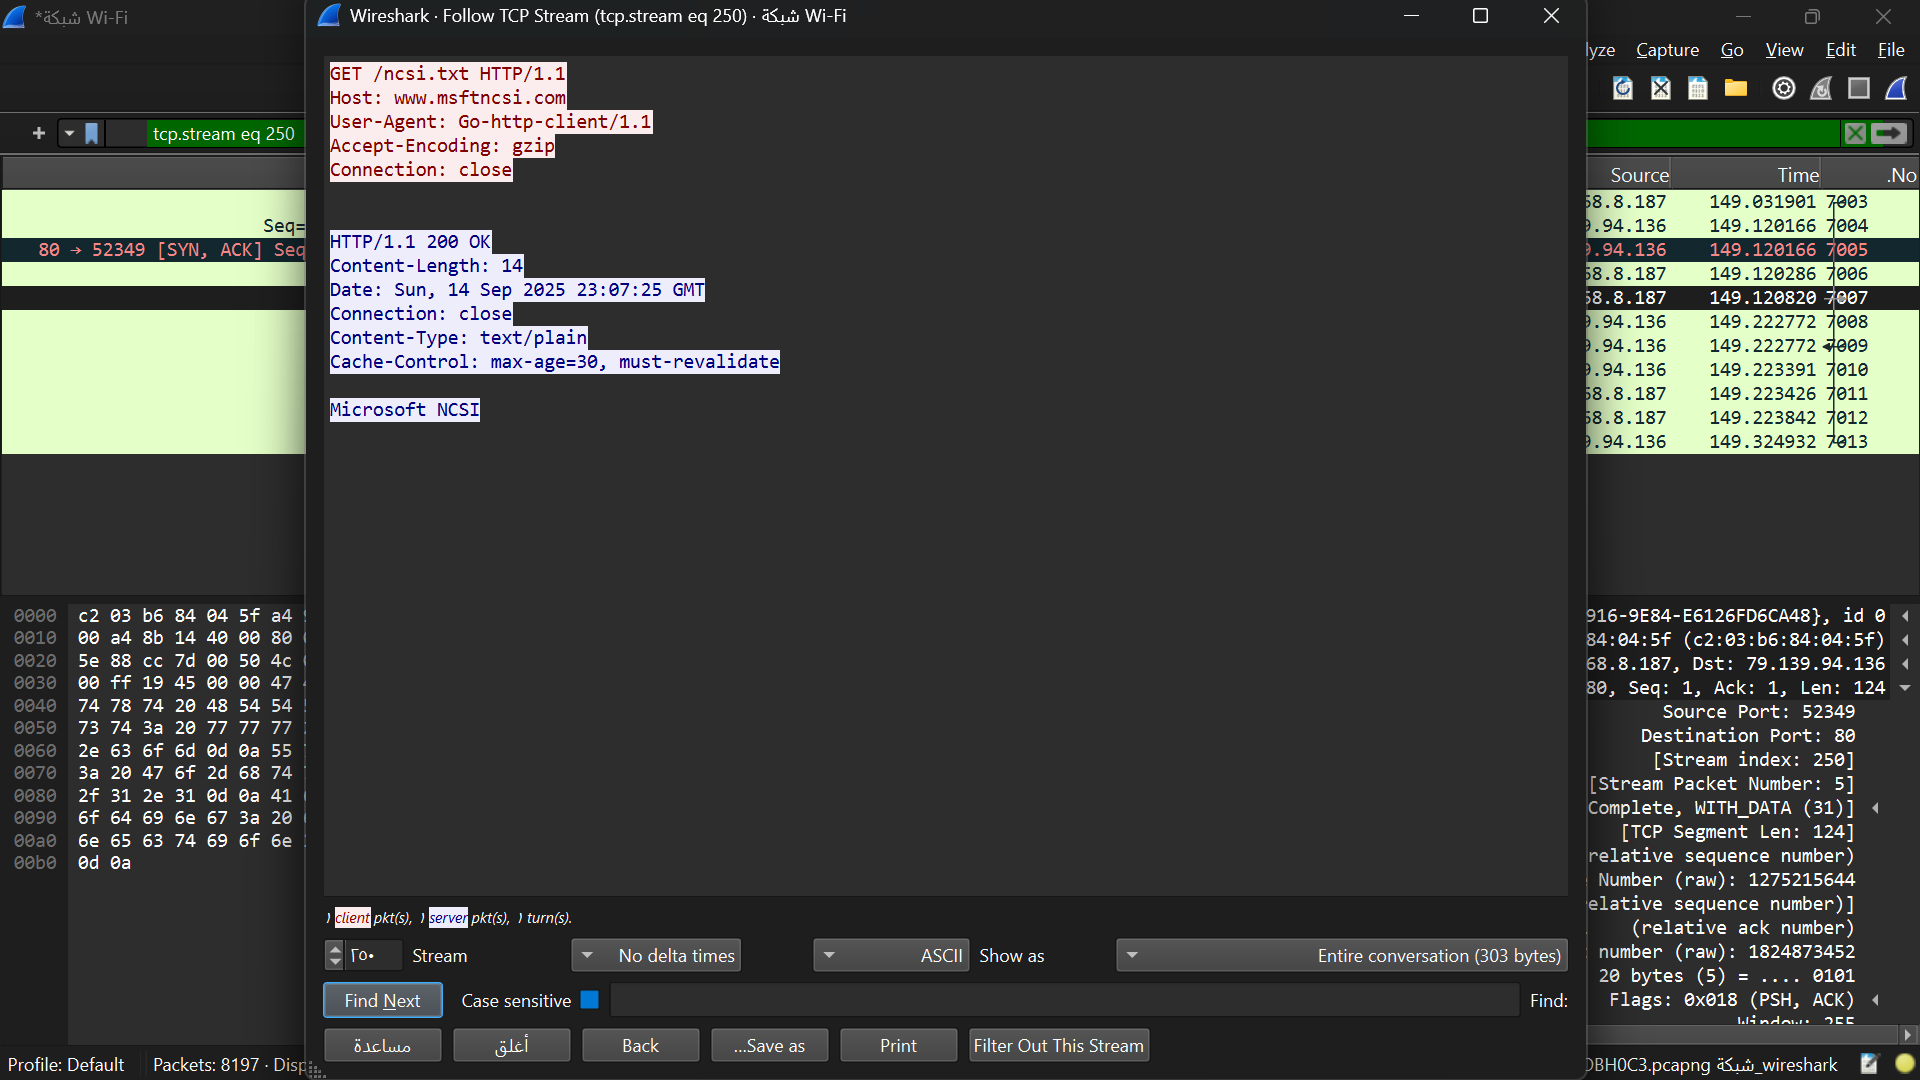 *شبكة Wi-Fi
Wireshark · Follow TCP Stream (tcp.stream eq 250) · شبكة Wi-Fi
File
Edit
View
Go
Capture
lyze
tcp.stream eq 250
GET /ncsi.txt HTTP/1.1
Host: www.msftncsi.com
User-Agent: Go-http-client/1.1
Accept-Encoding: gzip
Connection: close
HTTP/1.1 200 OK
Content-Length: 14
Date: Sun, 14 Sep 2025 23:07:25 GMT
Connection: close
Content-Type: text/plain
Cache-Control: max-age=30, must-revalidate
Microsoft NCSI
Source Time No.
68.8.187 149.031901 7003
9.94.136 149.120166 7004
9.94.136 149.120166 7005
68.8.187 149.120286 7006
68.8.187 149.120820 7007
9.94.136 149.222772 7008
9.94.136 149.222772 7009
9.94.136 149.223391 7010
68.8.187 149.223426 7011
68.8.187 149.223842 7012
9.94.136 149.324932 7013
Seq=
80 → 52349 [SYN, ACK] Seq
0000 c2 03 b6 84 04 5f a4
0010 00 a4 8b 14 40 00 80
0020 5e 88 cc 7d 00 50 4c
0030 00 ff 19 45 00 00 47
0040 74 78 74 20 48 54 54
0050 73 74 3a 20 77 77 77
0060 2e 63 6f 6d 0d 0a 55
0070 3a 20 47 6f 2d 68 74
0080 2f 31 2e 31 0d 0a 41
0090 6f 64 69 6e 67 3a 20
00a0 6e 65 63 74 69 6f 6e
00b0 0d 0a
916-9E84-E6126FD6CA48}, id 0
84:04:5f (c2:03:b6:84:04:5f)
68.8.187, Dst: 79.139.94.136
80, Seq: 1, Ack: 1, Len: 124
Source Port: 52349
Destination Port: 80
[Stream index: 250]
[Stream Packet Number: 5]
Complete, WITH_DATA (31)]
[TCP Segment Len: 124]
relative sequence number)
Number (raw): 1275215644
elative sequence number)]
(relative ack number)
number (raw): 1824873452
20 bytes (5) = .... 0101
Flags: 0x018 (PSH, ACK)
Window: 255
١ client pkt(s), ١ server pkt(s), ١ turn(s).
٢٥٠ Stream
No delta times
ASCII Show as
Entire conversation (303 bytes)
Find Next
Case sensitive
Find:
مساعدة
أغلق
Back
...Save as
Print
Filter Out This Stream
Profile: Default
Packets: 8197 · Disp
DBH0C3.pcapng شبكة_wireshark